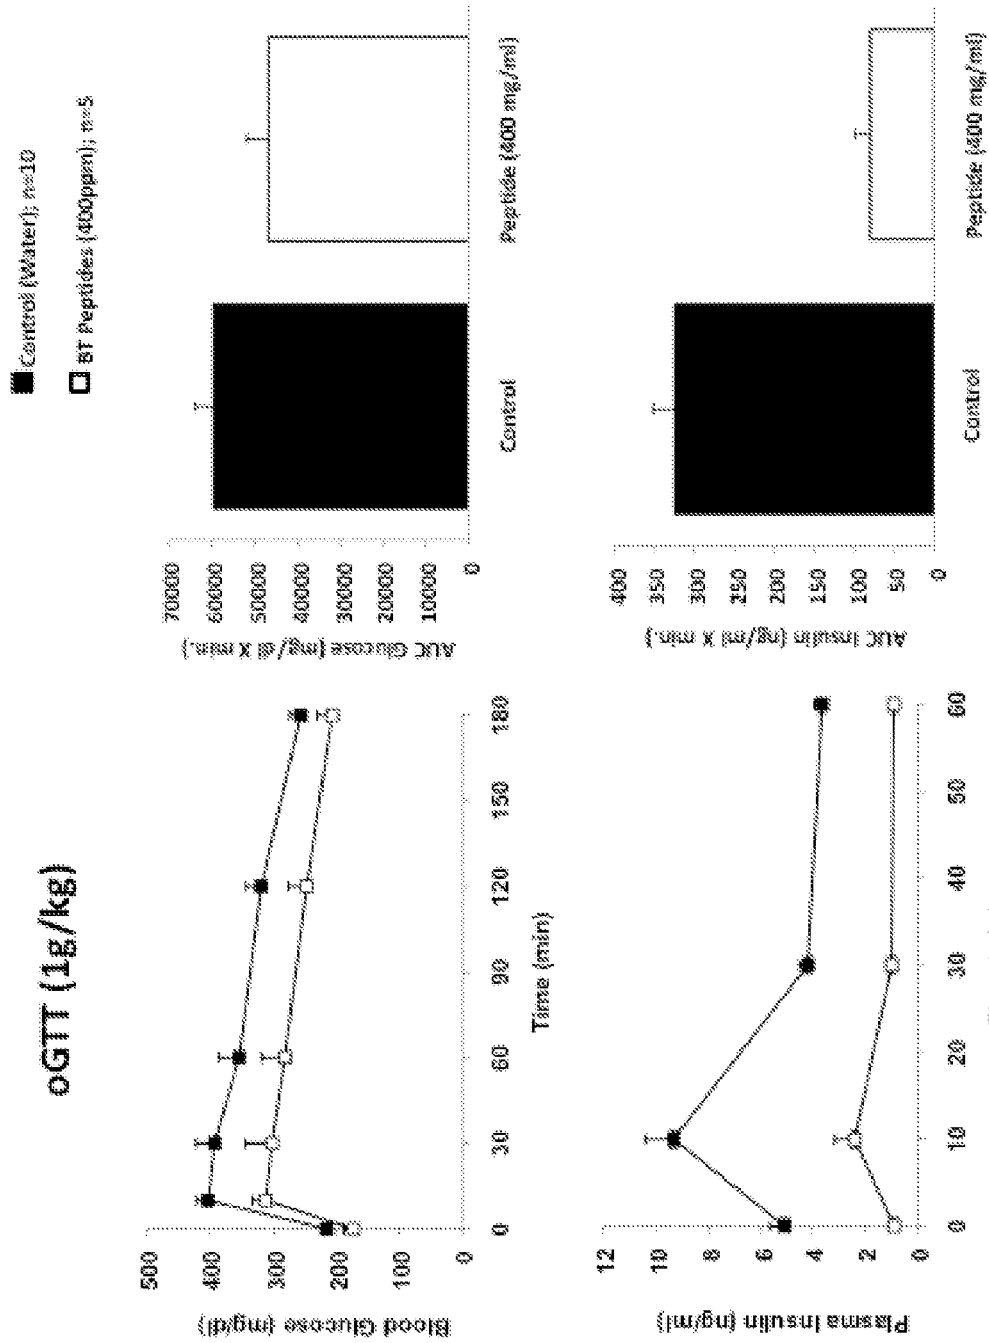 oGTT (1g/kg)
Control (Water); n=10
BT Peptides (400ppm); n=5
Blood Glucose (mg/dl)
500
400
300
200
100
0
0 30 60 90 120 150 180
Time (min)
AUC Glucose (mg/dl X min.)
70000
60000
50000
40000
30000
20000
10000
0
Control Peptide (400 mg/ml)
Plasma Insulin (ng/ml)
12
10
8
6
4
2
0
0 10 20 30 40 50 60
AUC Insulin (ng/ml X min.)
400
350
300
250
200
150
100
50
0
Control Peptide (400 mg/ml)